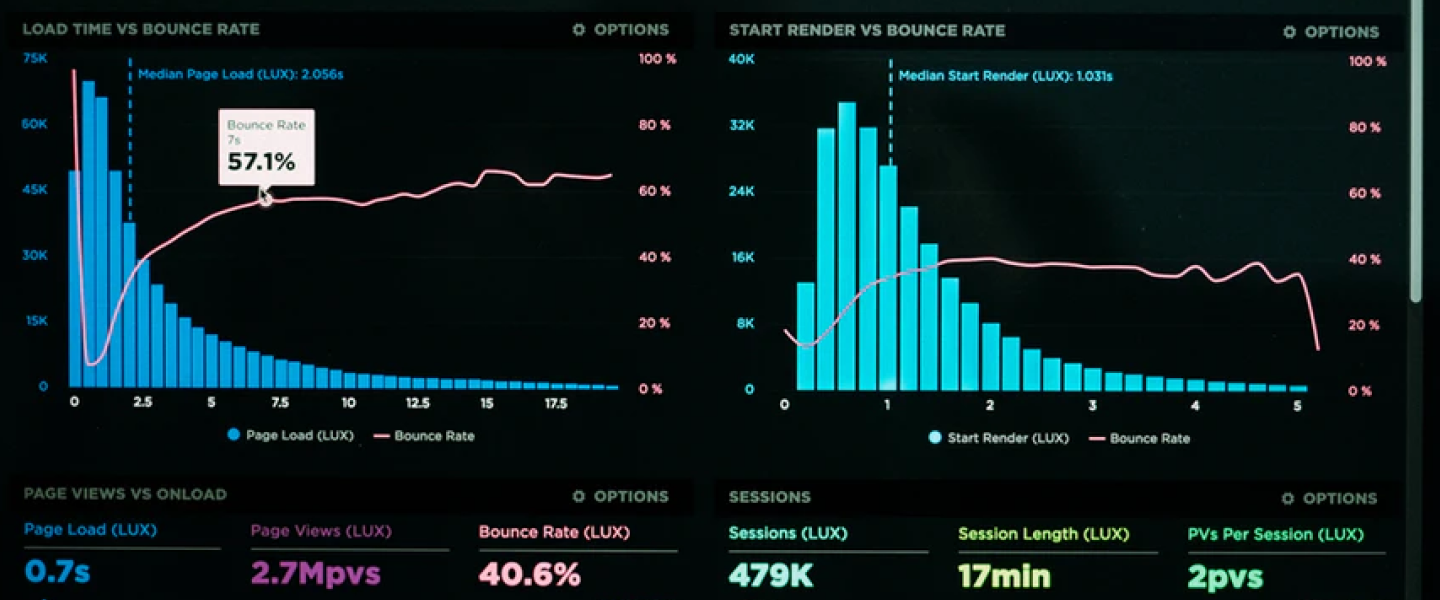 LOAD TIME VS BOUNCE RATE
OPTIONS
75K
60K
45K
30K
15K
0
Median Page Load (LUX): 2.056s
Bounce Rate
7s
57.1%
100 %
80 %
60 %
40 %
20 %
0 %
0 2.5 5 7.5 10 12.5 15 17.5
Page Load (LUX) Bounce Rate
START RENDER VS BOUNCE RATE
OPTIONS
40K
32K
24K
16K
8K
0
Median Start Render (LUX): 1.031s
100 %
80 %
60 %
40 %
20 %
0 %
0 1 2 3 4 5
Start Render (LUX) Bounce Rate
PAGE VIEWS VS ONLOAD
OPTIONS
Page Load (LUX)
0.7s
Page Views (LUX)
2.7Mpvs
Bounce Rate (LUX)
40.6%
SESSIONS
OPTIONS
Sessions (LUX)
479K
Session Length (LUX)
17min
PVs Per Session (LUX)
2pvs